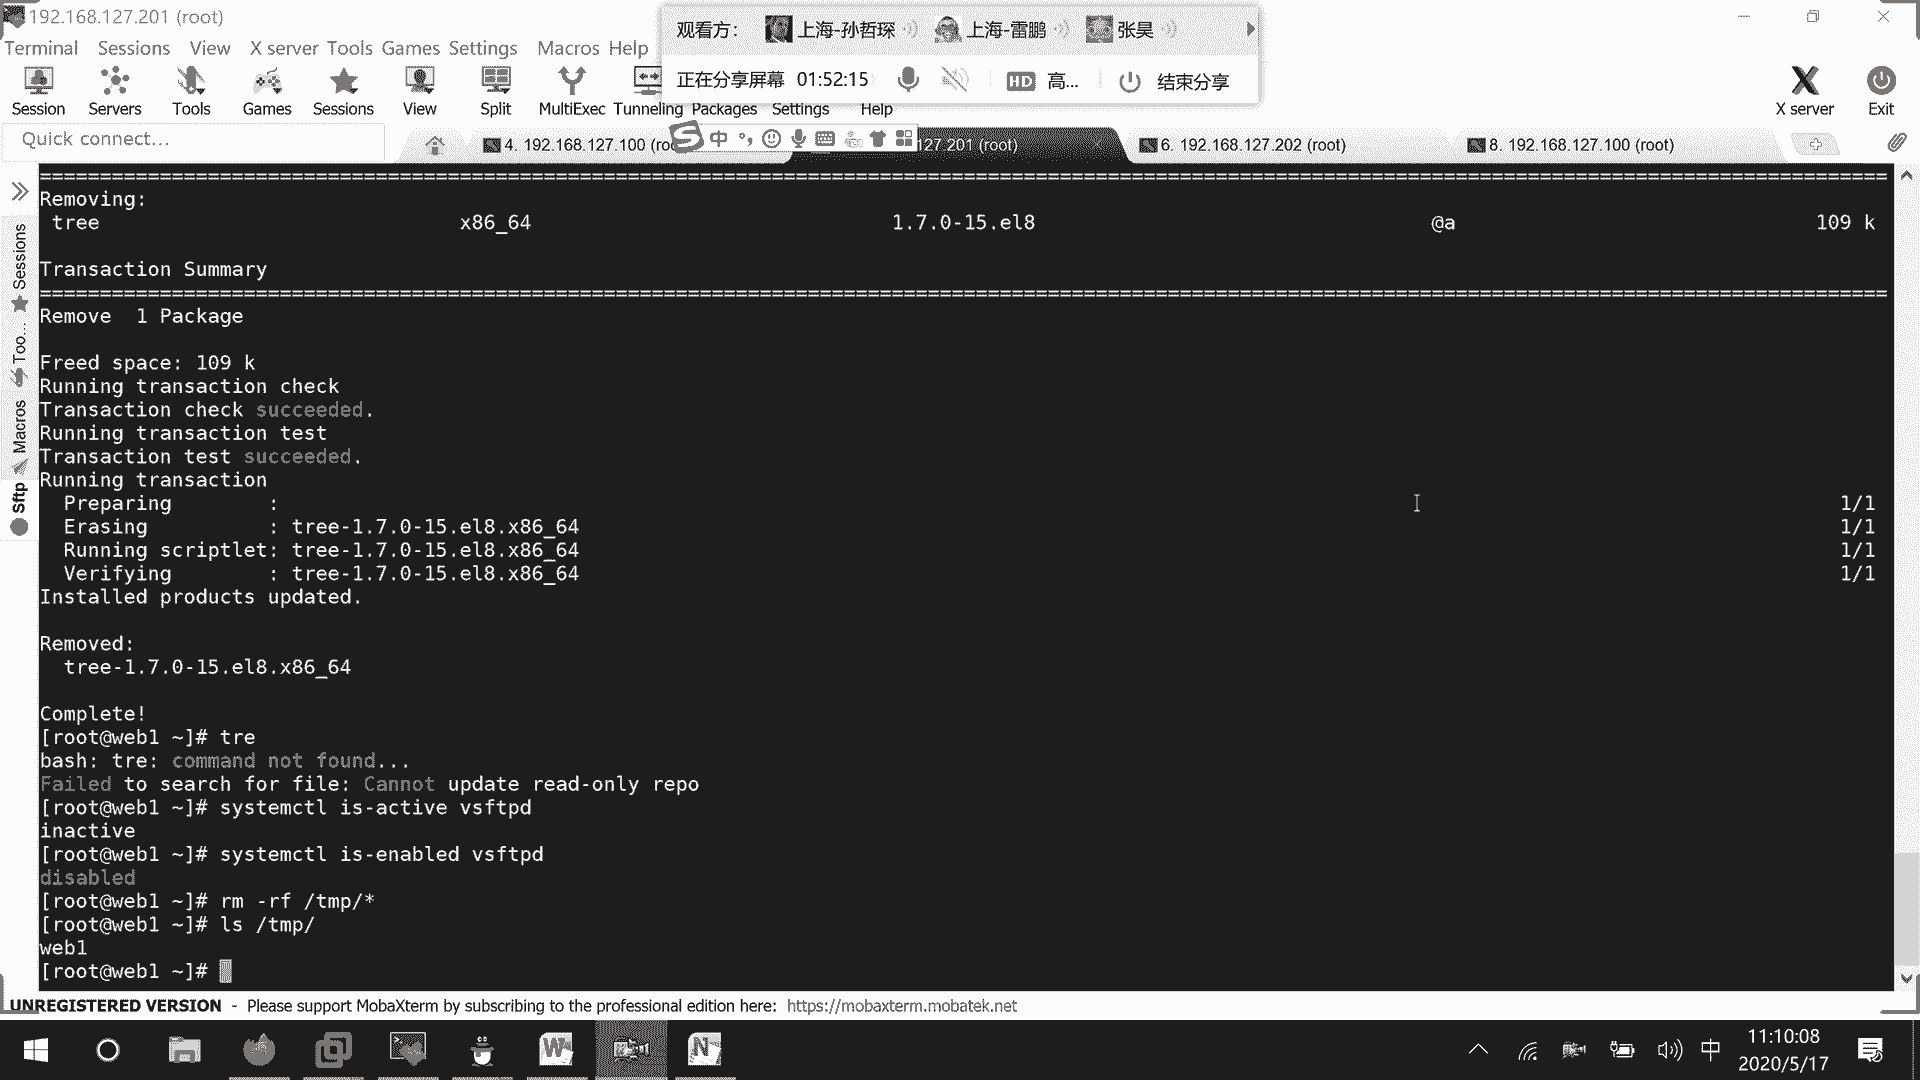 192.168.127.201 (root)
观看方： 上海-孙哲琛 上海-雷鹏 张昊
Terminal Sessions View X server Tools Games Settings Macros Help
正在分享屏幕 01:52:15 HD 高... 结束分享
Session Servers Tools Games Sessions View Split MultiExec Tunneling Packages Settings Help X server Exit
Quick connect...
4. 192.168.127.100 (roo 中 127.201 (root) 6. 192.168.127.202 (root) 8. 192.168.127.100 (root)
Sessions
Too...
Macros
Sftp
Removing:
tree x86_64 1.7.0-15.el8 @a 109 k
Transaction Summary
Remove 1 Package
Freed space: 109 k
Running transaction check
Transaction check succeeded.
Running transaction test
Transaction test succeeded.
Running transaction
Preparing : 1/1
Erasing : tree-1.7.0-15.el8.x86_64 1/1
Running scriptlet: tree-1.7.0-15.el8.x86_64 1/1
Verifying : tree-1.7.0-15.el8.x86_64 1/1
Installed products updated.
Removed:
tree-1.7.0-15.el8.x86_64
Complete!
[root@web1 ~]# tre
bash: tre: command not found...
Failed to search for file: Cannot update read-only repo
[root@web1 ~]# systemctl is-active vsftpd
inactive
[root@web1 ~]# systemctl is-enabled vsftpd
disabled
[root@web1 ~]# rm -rf /tmp/*
[root@web1 ~]# ls /tmp/
web1
[root@web1 ~]#
UNREGISTERED VERSION - Please support MobaXterm by subscribing to the professional edition here: https://mobaxterm.mobatek.net
中 11:10:08
2020/5/17